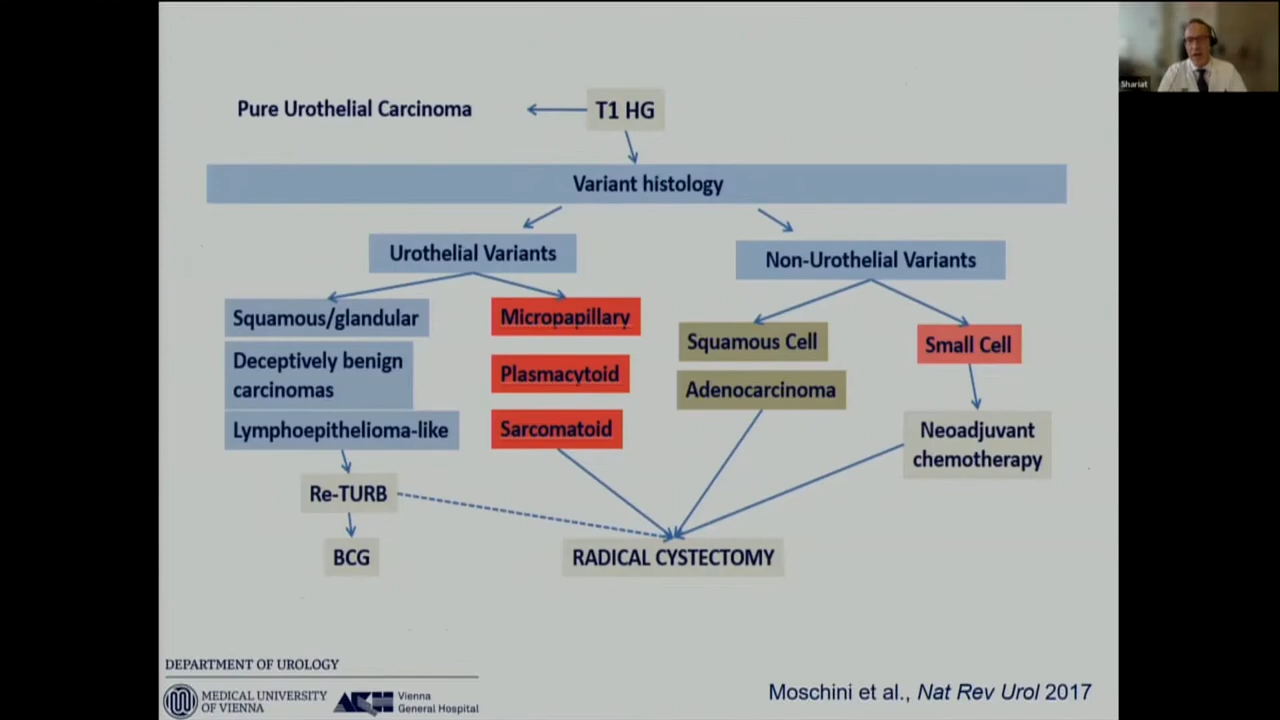 Shariat
Pure Urothelial Carcinoma
T1 HG
Variant histology
Urothelial Variants
Non-Urothelial Variants
Squamous/glandular
Deceptively benign
carcinomas
Lymphoepithelioma-like
Micropapillary
Plasmacytoid
Sarcomatoid
Squamous Cell
Adenocarcinoma
Small Cell
Neoadjuvant
chemotherapy
Re-TURB
BCG
RADICAL CYSTECTOMY
DEPARTMENT OF UROLOGY
MEDICAL UNIVERSITY
OF VIENNA
AKH
Vienna
General Hospital
Moschini et al., Nat Rev Urol 2017